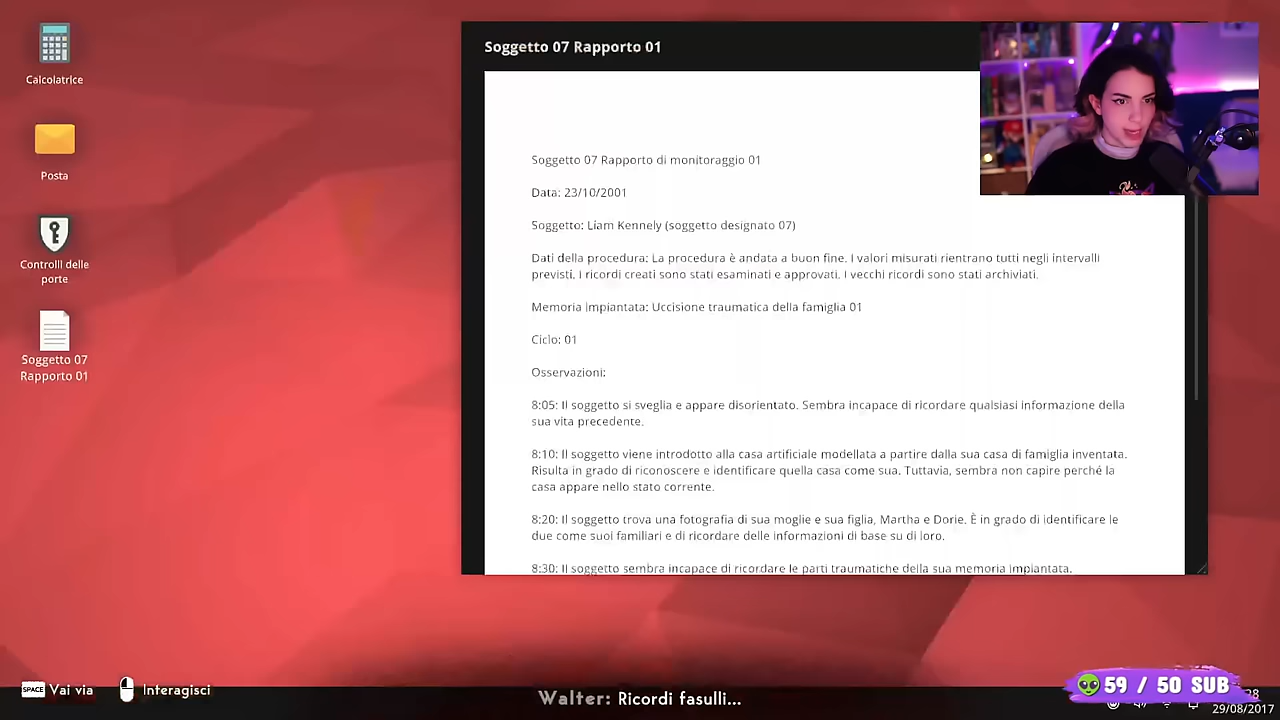 Calcolatrice
Posta
Controlli delle
porte
Soggetto 07
Rapporto 01
Soggetto 07 Rapporto 01
Soggetto 07 Rapporto di monitoraggio 01
Data: 23/10/2001
Soggetto: Liam Kennely (soggetto designato 07)
Dati della procedura: La procedura è andata a buon fine. I valori misurati rientrano tutti negli intervalli
previsti, i ricordi creati sono stati esaminati e approvati. I vecchi ricordi sono stati archiviati.
Memoria impiantata: Uccisione traumatica della famiglia 01
Ciclo: 01
Osservazioni:
8:05: Il soggetto si sveglia e appare disorientato. Sembra incapace di ricordare qualsiasi informazione della
sua vita precedente.
8:10: Il soggetto viene introdotto alla casa artificiale modellata a partire dalla sua casa di famiglia inventata.
Risulta in grado di riconoscere e identificare quella casa come sua. Tuttavia, sembra non capire perché la
casa appare nello stato corrente.
8:20: Il soggetto trova una fotografia di sua moglie e sua figlia, Martha e Dorie. È in grado di identificare le
due come suoi familiari e di ricordare delle informazioni di base su di loro.
8:30: Il soggetto sembra incapace di ricordare le parti traumatiche della sua memoria impiantata.
SPACE Vai via
Interagisci
Walter: Ricordi fasulli...
59 / 50 SUB
29/08/2017